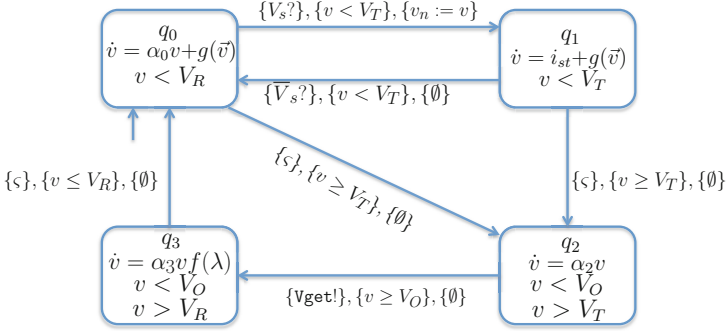 {V_s?}, {v < V_T}, {v_n := v}
q_0
v̇ = α_0v+g(v⃗)
v < V_R
q_1
v̇ = i_st+g(v⃗)
v < V_T
{V̅_s?}, {v < V_T}, {∅}
{ς}, {v ≤ V_R}, {∅}
{ς}, {v ≥ V_T}, {∅}
{ς}, {v ≥ V_T}, {∅}
q_3
v̇ = α_3vf(λ)
v < V_O
v > V_R
q_2
v̇ = α_2v
v < V_O
v > V_T
{Vget!}, {v ≥ V_O}, {∅}